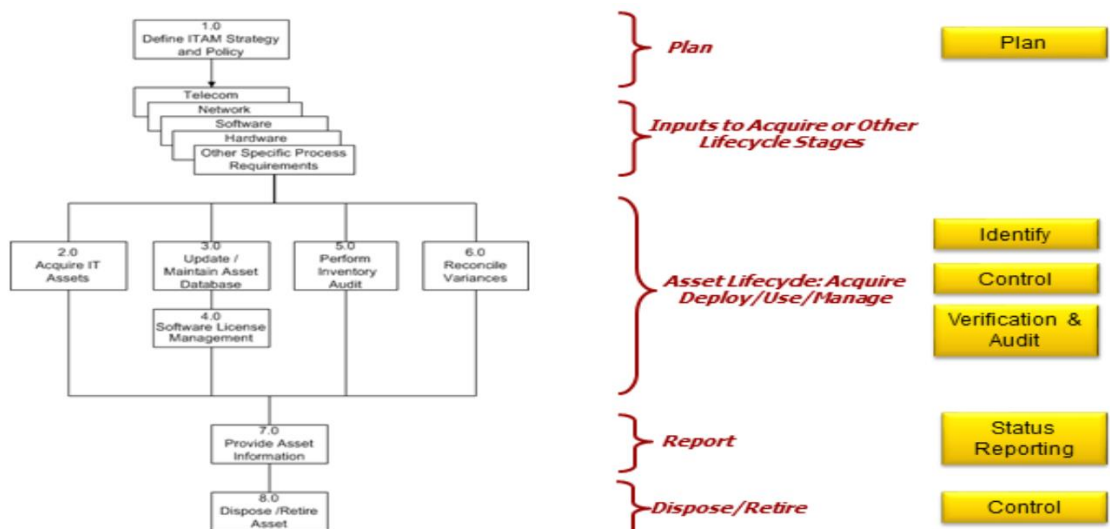 1.0
Define ITAM Strategy
and Policy
Telecom
Network
Software
Hardware
Other Specific Process
Requirements
2.0
Acquire IT
Assets
3.0
Update /
Maintain Asset
Database
4.0
Software License
Management
5.0
Perform
Inventory
Audit
6.0
Reconcile
Variances
7.0
Provide Asset
Information
8.0
Dispose /Retire
Asset
Plan
Inputs to Acquire or Other
Lifecycle Stages
Asset Lifecycle: Acquire
Deploy/Use/Manage
Report
Dispose/Retire
Plan
Identify
Control
Verification &
Audit
Status
Reporting
Control